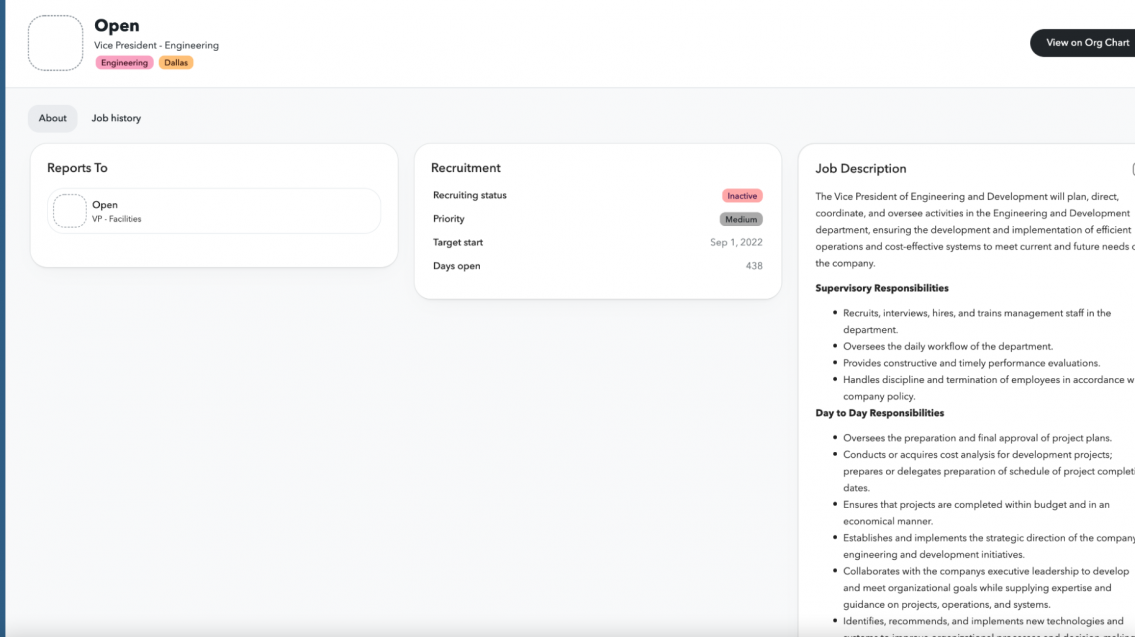 Open
Vice President - Engineering
Engineering Dallas
View on Org Chart
About Job history
Reports To
Open
VP - Facilities
Recruitment
Recruiting status Inactive
Priority Medium
Target start Sep 1, 2022
Days open 438
Job Description
The Vice President of Engineering and Development will plan, direct,
coordinate, and oversee activities in the Engineering and Development
department, ensuring the development and implementation of efficient
operations and cost-effective systems to meet current and future needs
the company.
Supervisory Responsibilities
Recruits, interviews, hires, and trains management staff in the
department.
Oversees the daily workflow of the department.
Provides constructive and timely performance evaluations.
Handles discipline and termination of employees in accordance
company policy.
Day to Day Responsibilities
Oversees the preparation and final approval of project plans.
Conducts or acquires cost analysis for development projects;
prepares or delegates preparation of schedule of project
dates.
Ensures that projects are completed within budget and in an
economical manner.
Establishes and implements the strategic direction of the company
engineering and development initiatives.
Collaborates with the companys executive leadership to develop
and meet organizational goals while supplying expertise and
guidance on projects, operations, and systems.
Identifies, recommends, and implements new technologies and